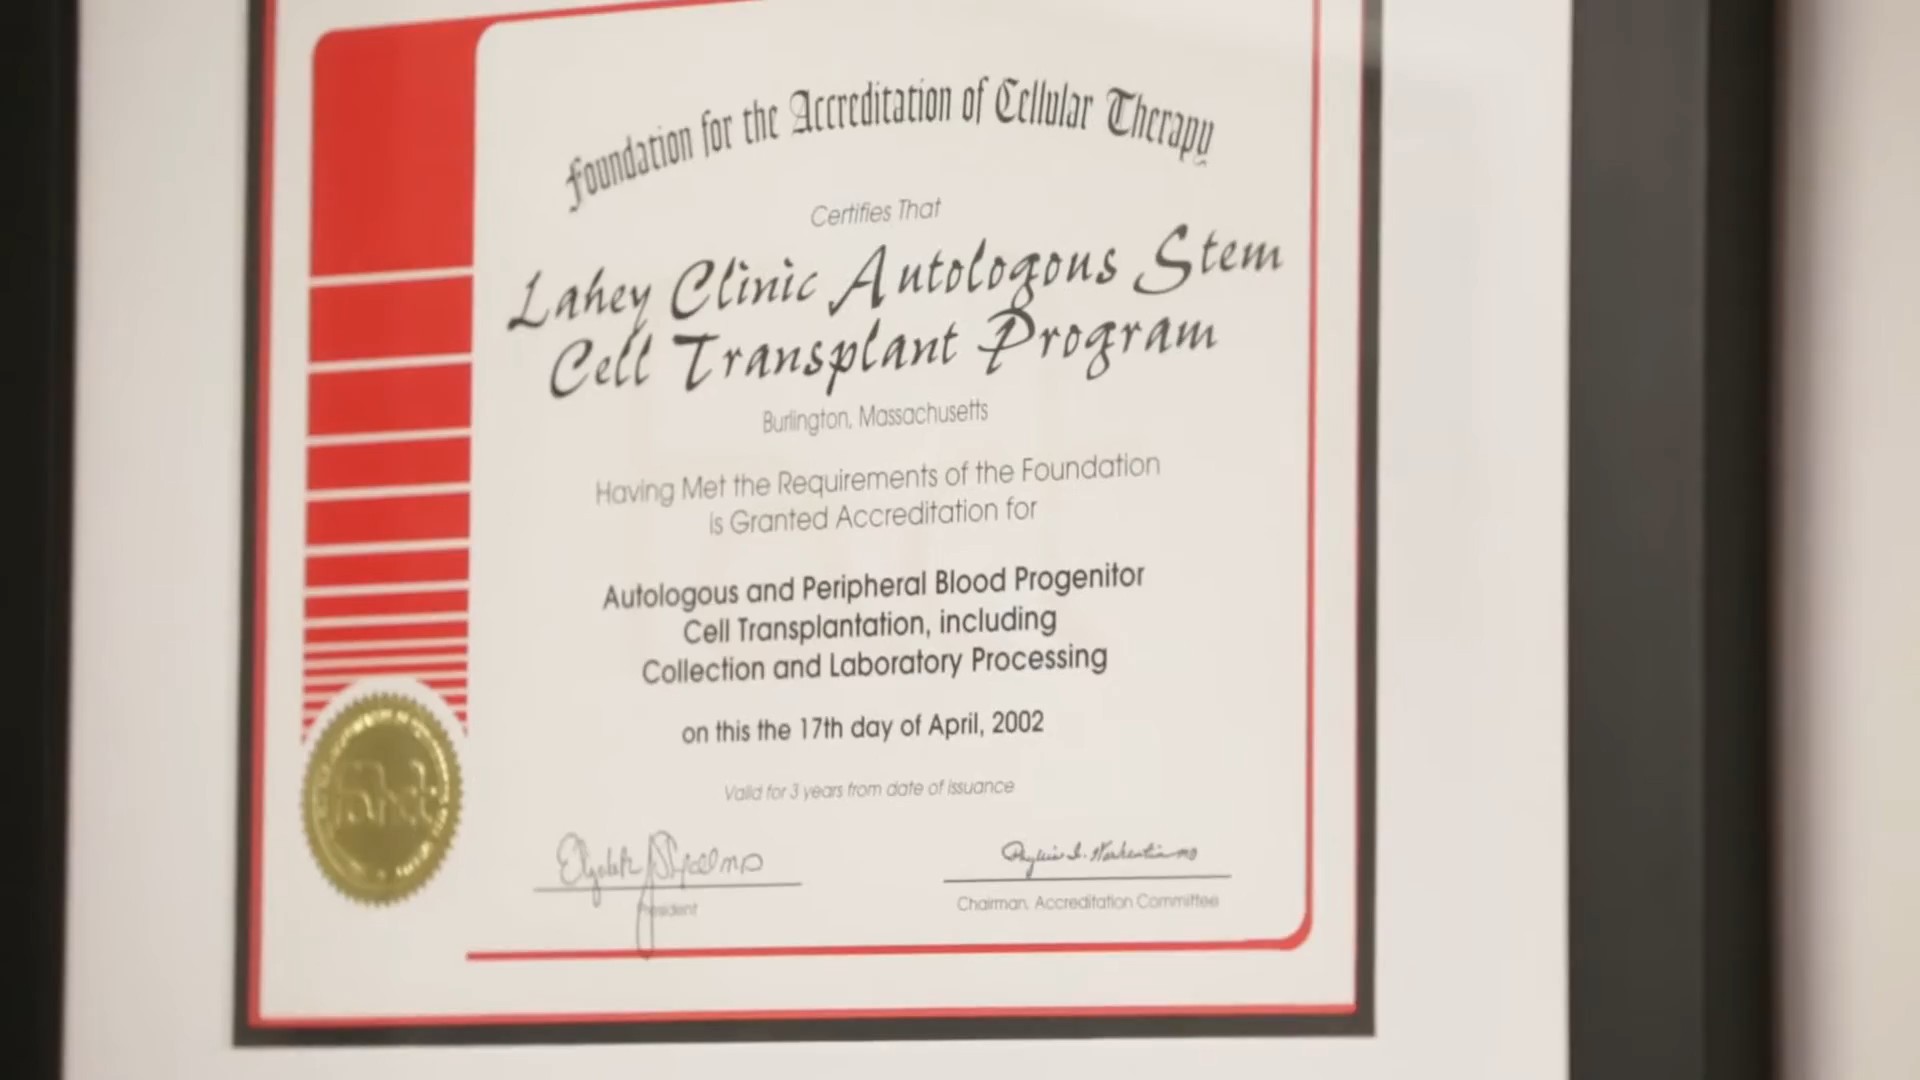 Foundation for the Accreditation of Cellular Therapy
Certifies That
Lahey Clinic Autologous Stem
Cell Transplant Program
Burlington, Massachusetts
Having Met the Requirements of the Foundation
is Granted Accreditation for
Autologous and Peripheral Blood Progenitor
Cell Transplantation, including
Collection and Laboratory Processing
on this the 17th day of April, 2002
Valid for 3 years from date of issuance
President
Chairman, Accreditation Committee